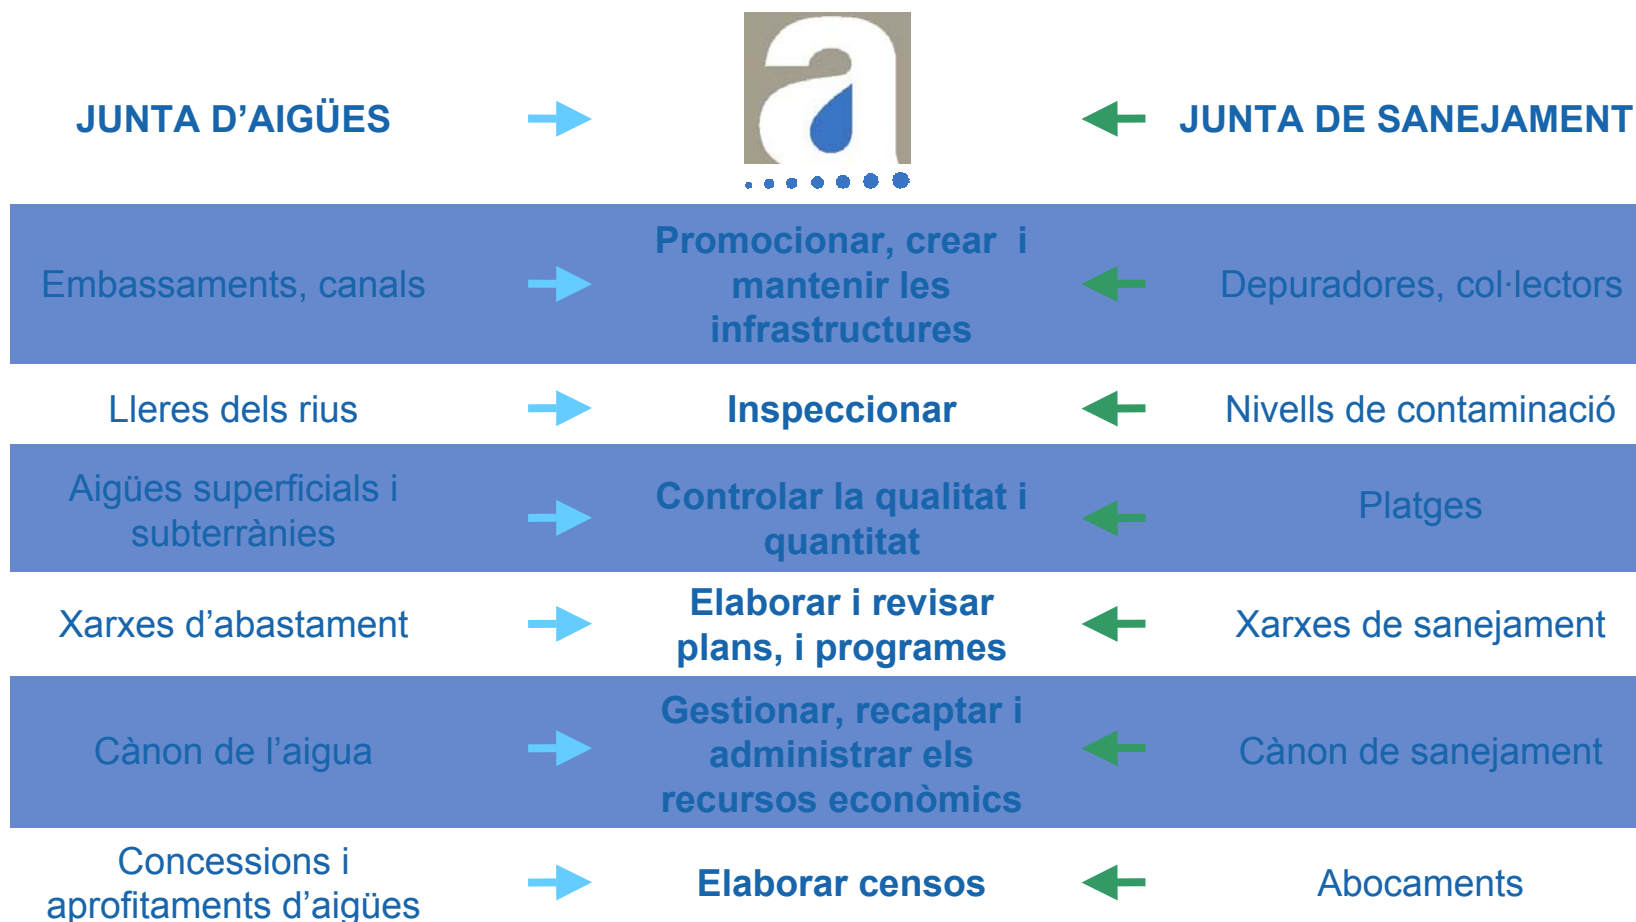 JUNTA D’AIGÜES
JUNTA DE SANEJAMENT
Embassaments, canals
Promocionar, crear i
mantenir les
infrastructures
Depuradores, col·lectors
Lleres dels rius
Inspeccionar
Nivells de contaminació
Aigües superficials i
subterrànies
Controlar la qualitat i
quantitat
Platges
Xarxes d’abastament
Elaborar i revisar
plans, i programes
Xarxes de sanejament
Cànon de l’aigua
Gestionar, recaptar i
administrar els
recursos econòmics
Cànon de sanejament
Concessions i
aprofitaments d’aigües
Elaborar censos
Abocaments